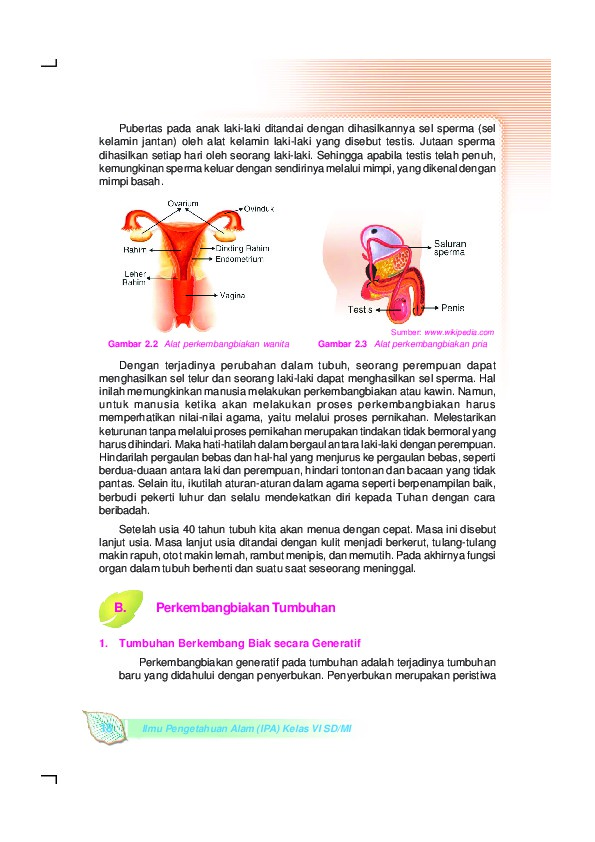 Pubertas pada anak laki-laki ditandai dengan dihasilkannya sel sperma (sel
kelamin jantan) oleh alat kelamin laki-laki yang disebut testis. Jutaan sperma
dihasilkan setiap hari oleh seorang laki-laki. Sehingga apabila testis telah penuh,
kemungkinan sperma keluar dengan sendirinya melalui mimpi, yang dikenal dengan
mimpi basah.
Ovarium
Ovinduk
Rahim
Dinding Rahim
Enpometrium
Leher
Rahim
Vagina
Saluran
sperma
Testis
Penis
Sumber: www.wikipedia.com
Gambar 2.2 Alat perkembangbiakan wanita
Gambar 2.3 Alat perkembangbiakan pria
Dengan terjadinya perubahan dalam tubuh, seorang perempuan dapat
menghasilkan sel telur dan seorang laki-laki dapat menghasilkan sel sperma. Hal
inilah memungkinkan manusia melakukan perkembangbiakan atau kawin. Namun,
untuk manusia ketika akan melakukan proses perkembangbiakan harus
memperhatikan nilai-nilai agama, yaitu melalui proses pernikahan. Melestarikan
keturunan tanpa melalui proses pernikahan merupakan tindakan tidak bermoral yang
harus dihindari. Maka hati-hatilah dalam bergaul antara laki-laki dengan perempuan.
Hindarilah pergaulan bebas dan hal-hal yang menjurus ke pergaulan bebas, seperti
berdua-duaan antara laki dan perempuan, hindari tontonan dan bacaan yang tidak
pantas. Selain itu, ikutilah aturan-aturan dalam agama seperti berpenampilan baik,
berbudi pekerti luhur dan selalu mendekatkan diri kepada Tuhan dengan cara
beribadah.
Setelah usia 40 tahun tubuh kita akan menua dengan cepat. Masa ini disebut
lanjut usia. Masa lanjut usia ditandai dengan kulit menjadi berkerut, tulang-tulang
makin rapuh, otot makin lemah, rambut menipis, dan memutih. Pada akhirnya fungsi
organ dalam tubuh berhenti dan suatu saat seseorang meninggal.
B. Perkembangbiakan Tumbuhan
1. Tumbuhan Berkembang Biak secara Generatif
Perkembangbiakan generatif pada tumbuhan adalah terjadinya tumbuhan
baru yang didahului dengan penyerbukan. Penyerbukan merupakan peristiwa
Ilmu Pengetahuan Alam (IPA) Kelas VI SD/MI